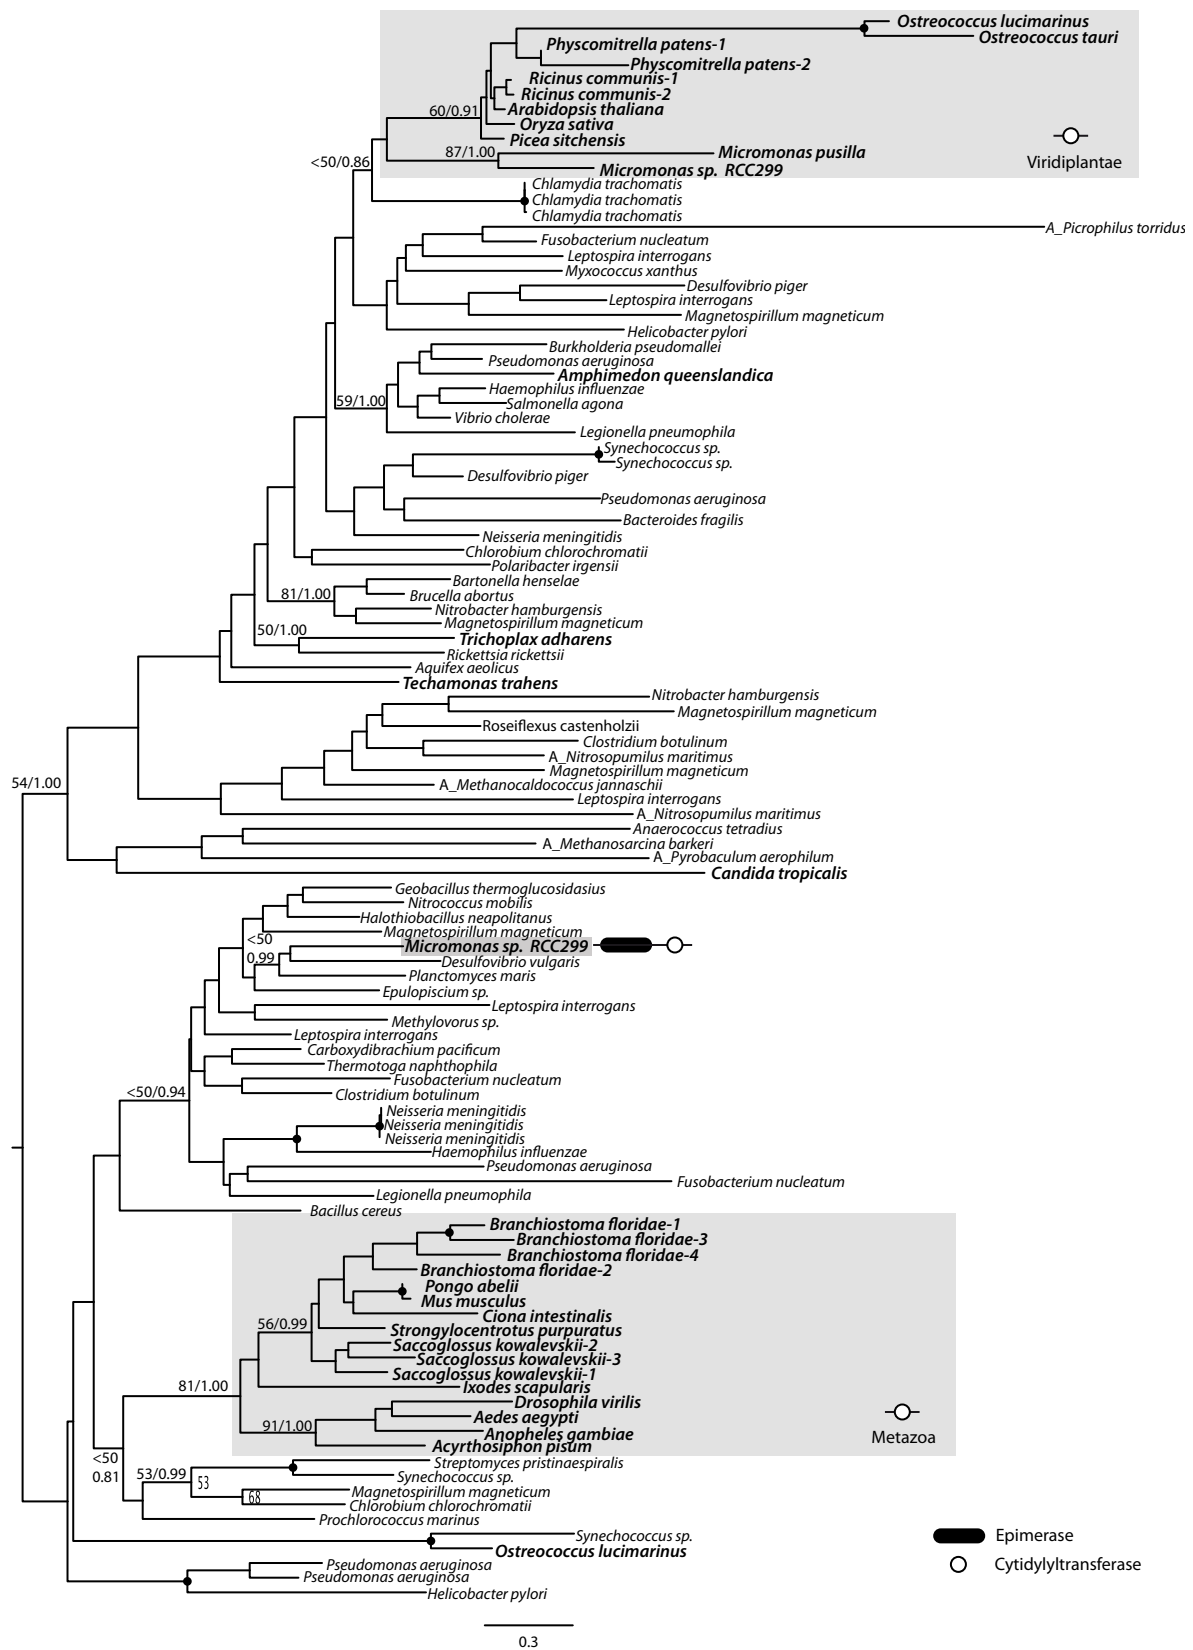 Ostreococcus lucimarinus
Ostreococcus tauri
Physcomitrella patens-1
Physcomitrella patens-2
Ricinus communis-1
Ricinus communis-2
Arabidopsis thaliana
60/0.91
Oryza sativa
Picea sitchensis
87/1.00
Micromonas pusilla
<50/0.86
Viridiplantae
Micromonas sp. RCC299
Chlamydia trachomatis
Chlamydia trachomatis
Chlamydia trachomatis
A_Picrophilus torridus
Fusobacterium nucleatum
Leptospira interrogans
Myxococcus xanthus
Desulfovibrio piger
Leptospira interrogans
Magnetospirillum magneticum
Helicobacter pylori
Burkholderia pseudomallei
Pseudomonas aeruginosa
Amphimedon queenslandica
Haemophilus influenzae
59/1.00
Salmonella agona
Vibrio cholerae
Legionella pneumophila
Synechococcus sp.
Synechococcus sp.
Desulfovibrio piger
Pseudomonas aeruginosa
Bacteroides fragilis
Neisseria meningitidis
Chlorobium chlorochromatii
Polaribacter irgensii
Bartonella henselae
81/1.00
Brucella abortus
Nitrobacter hamburgensis
Magnetospirillum magneticum
50/1.00
Trichoplax adharens
Rickettsia rickettsii
Aquifex aeolicus
Techamonas trahens
Nitrobacter hamburgensis
Magnetospirillum magneticum
Roseiflexus castenholzii
Clostridium botulinum
A_Nitrosopumilus maritimus
Magnetospirillum magneticum
54/1.00
A_Methanocaldococcus jannaschii
Leptospira interrogans
A_Nitrosopumilus maritimus
Anaerococcus tetradius
A_Methanosarcina barkeri
A_Pyrobaculum aerophilum
Candida tropicalis
Geobacillus thermoglucosidasius
Nitrococcus mobilis
Halothiobacillus neapolitanus
Magnetospirillum magneticum
<50
0.99
Micromonas sp. RCC299
Desulfovibrio vulgaris
Planctomyces maris
Epulopiscium sp.
Leptospira interrogans
Methylovorus sp.
Leptospira interrogans
Carboxydibrachium pacificum
Thermotoga naphthophila
Fusobacterium nucleatum
<50/0.94
Clostridium botulinum
Neisseria meningitidis
Neisseria meningitidis
Neisseria meningitidis
Haemophilus influenzae
Pseudomonas aeruginosa
Fusobacterium nucleatum
Legionella pneumophila
Bacillus cereus
Branchiostoma floridae-1
Branchiostoma floridae-3
Branchiostoma floridae-4
Branchiostoma floridae-2
Pongo abelii
Mus musculus
Ciona intestinalis
56/0.99
Strongylocentrotus purpuratus
Saccoglossus kowalevskii-2
Saccoglossus kowalevskii-3
Saccoglossus kowalevskii-1
81/1.00
Ixodes scapularis
Drosophila virilis
Aedes aegypti
91/1.00
Anopheles gambiae
Metazoa
Acyrthosiphon pisum
<50
0.81
Streptomyces pristinaespiralis
53/0.99
53
Synechococcus sp.
Magnetospirillum magneticum
68
Chlorobium chlorochromatii
Prochlorococcus marinus
Synechococcus sp.
Epimerase
Ostreococcus lucimarinus
Pseudomonas aeruginosa
Cytidylyltransferase
Pseudomonas aeruginosa
Helicobacter pylori
0.3